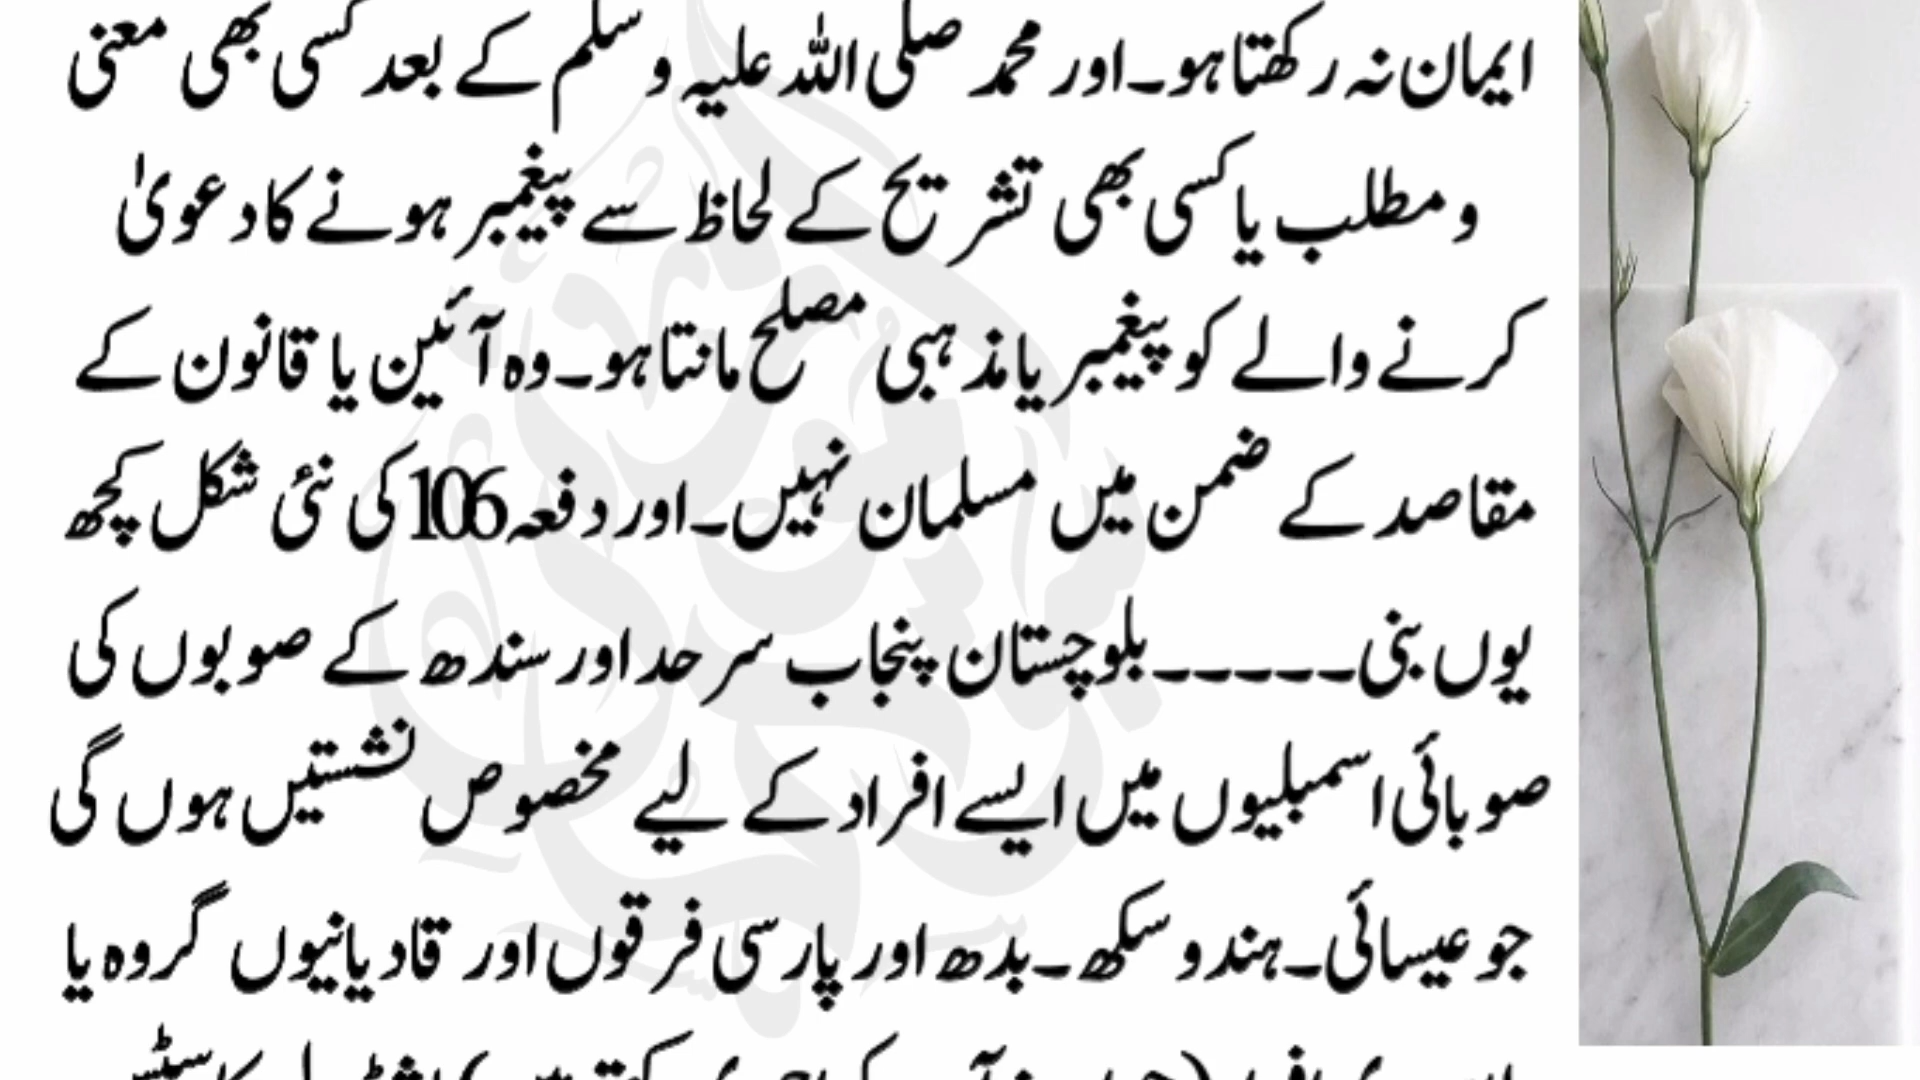 ایمان نہ رکھتا ہو۔اور محمد صلی اللہ علیہ وسلم کے بعد کسی بھی معنی
و مطلب یا کسی بھی تشریح کے لحاظ سے پیغمبر ہونے کا دعویٰ
کرنے والے کو پیغمبر یا مذہبی مصلح مانتا ہو۔وہ آئین یا قانون کے
مقاصد کے ضمن میں مسلمان نہیں۔اور دفعہ 106 کی نئی شکل کچھ
یوں بنی۔۔۔۔۔۔بلوچستان پنجاب سرحد اور سندھ کے صوبوں کی
صوبائی اسمبلیوں میں ایسے افراد کے لیے مخصوص نشستیں ہوں گی
جو عیسائی۔ہندو سکھ۔بدھ اور پارسی فرقوں اور قادیانیوں گروہ یا